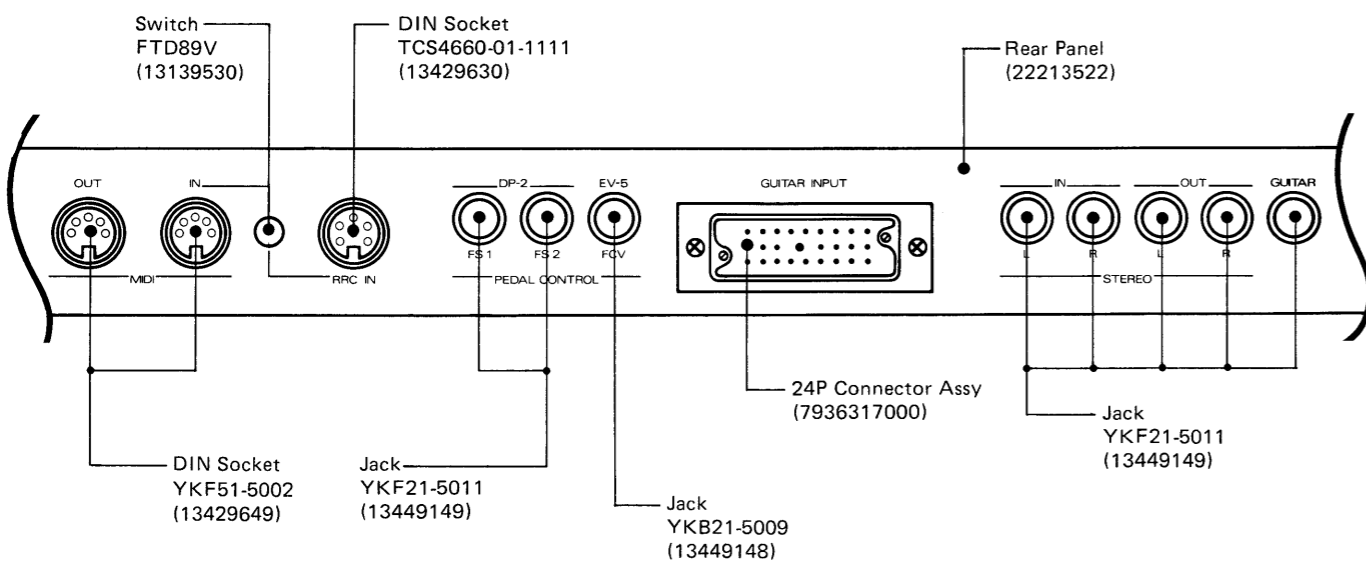 Switch
FTD89V
(13139530)
DIN Socket
TCS4660-01-1111
(13429630)
Rear Panel
(22213522)
OUT
IN
DP-2
EV-5
GUITAR INPUT
IN
OUT
GUITAR
FS 1
FS 2
FCV
L
R
L
R
MIDI
RRC IN
PEDAL CONTROL
STEREO
24P Connector Assy
(7936317000)
Jack
YKF21-5011
(13449149)
DIN Socket
YKF51-5002
(13429649)
Jack
YKF21-5011
(13449149)
Jack
YKB21-5009
(13449148)